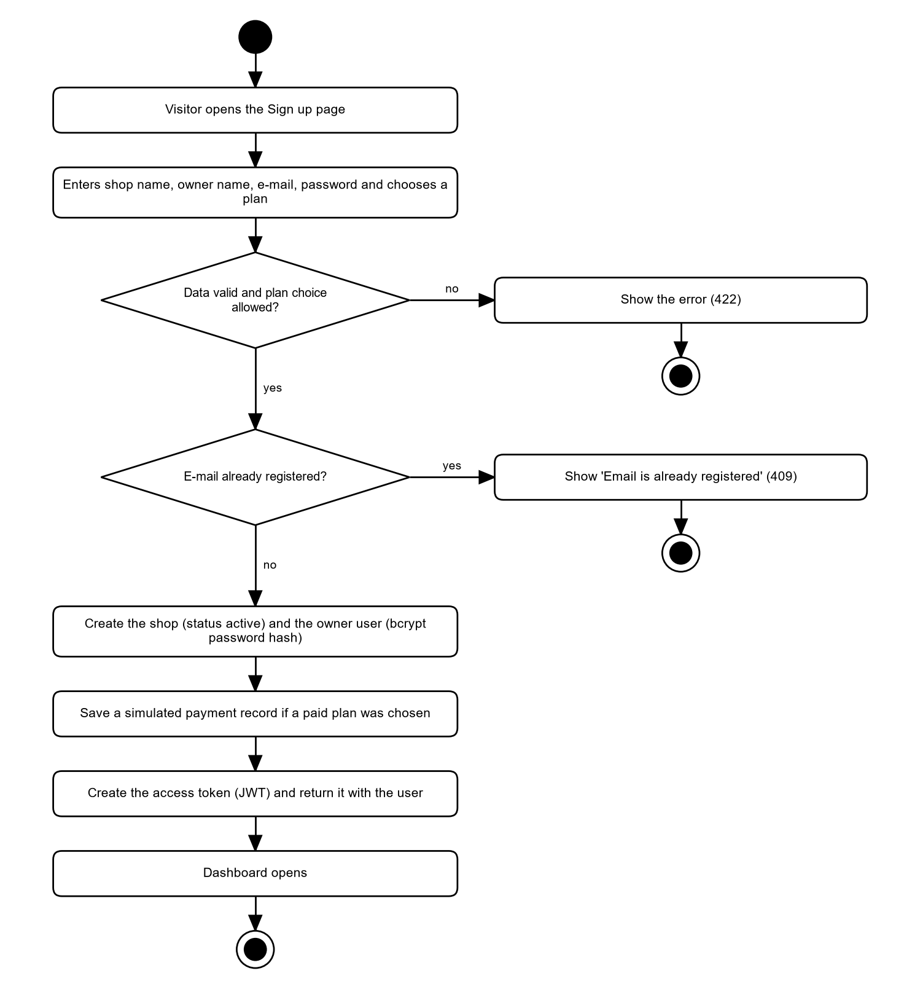 Visitor opens the Sign up page
Enters shop name, owner name, e-mail, password and chooses a
plan
Data valid and plan choice
allowed?
no
Show the error (422)
yes
E-mail already registered?
yes
Show 'Email is already registered' (409)
no
Create the shop (status active) and the owner user (bcrypt
password hash)
Save a simulated payment record if a paid plan was chosen
Create the access token (JWT) and return it with the user
Dashboard opens